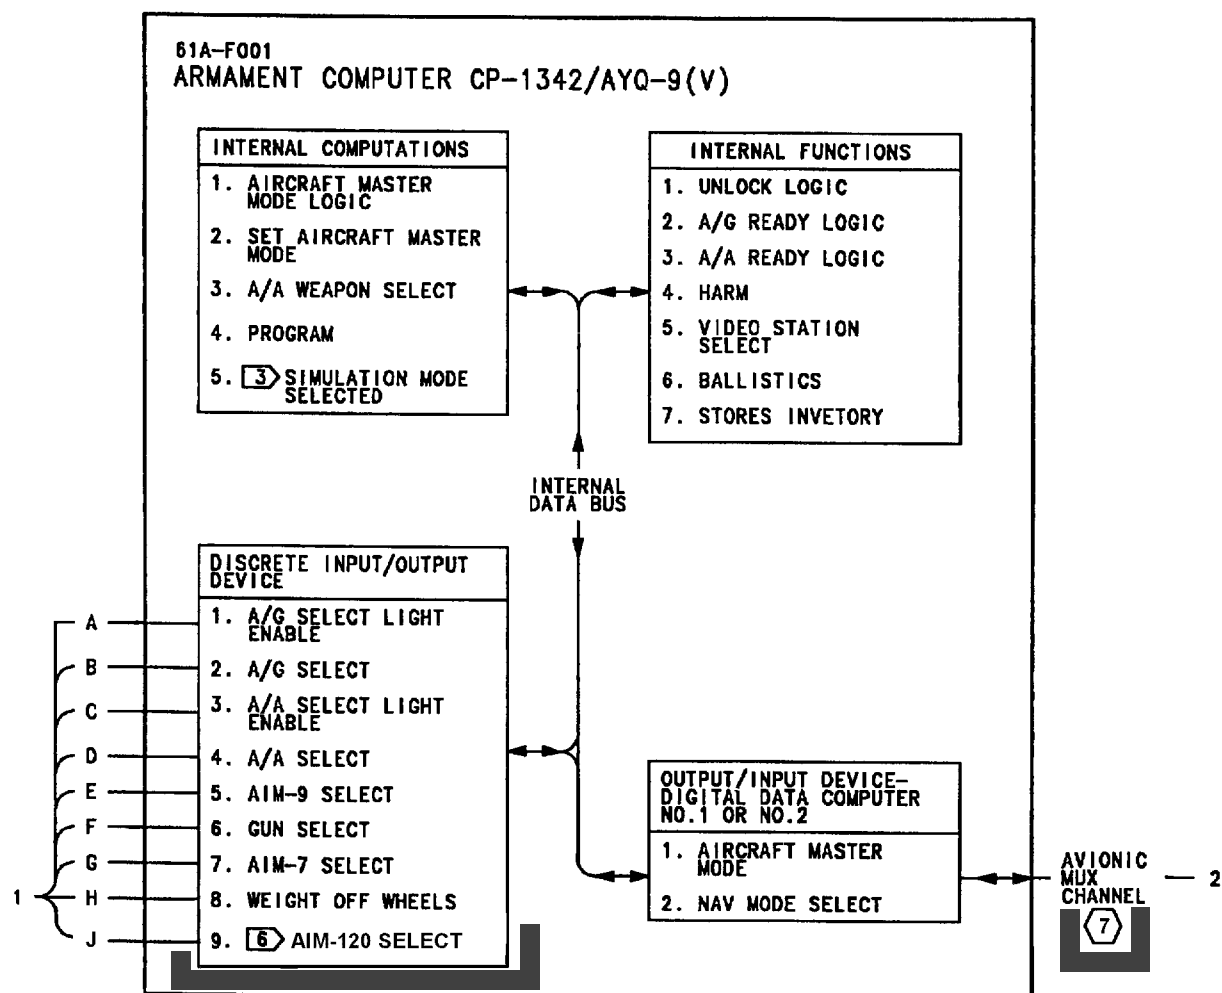 61A-F001
ARMAMENT COMPUTER CP-1342/AYQ-9(V)
INTERNAL COMPUTATIONS
1. AIRCRAFT MASTER
MODE LOGIC
2. SET AIRCRAFT MASTER
MODE
3. A/A WEAPON SELECT
4. PROGRAM
5. 3 SIMULATION MODE
SELECTED
INTERNAL FUNCTIONS
1. UNLOCK LOGIC
2. A/G READY LOGIC
3. A/A READY LOGIC
4. HARM
5. VIDEO STATION
SELECT
6. BALLISTICS
7. STORES INVETORY
INTERNAL
DATA BUS
DISCRETE INPUT/OUTPUT
DEVICE
A
1. A/G SELECT LIGHT
ENABLE
B
2. A/G SELECT
C
3. A/A SELECT LIGHT
ENABLE
D
4. A/A SELECT
E
5. AIM-9 SELECT
F
6. GUN SELECT
G
7. AIM-7 SELECT
1
H
8. WEIGHT OFF WHEELS
J
9. 6 AIM-120 SELECT
OUTPUT/INPUT DEVICE-
DIGITAL DATA COMPUTER
NO.1 OR NO.2
1. AIRCRAFT MASTER
MODE
2. NAV MODE SELECT
AVIONIC
MUX
CHANNEL
7
2